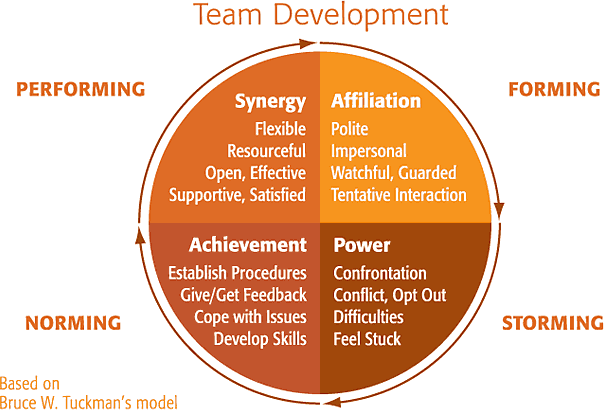 Team Development
PERFORMING
FORMING
Synergy
Flexible
Resourceful
Open, Effective
Supportive, Satisfied
Affiliation
Polite
Impersonal
Watchful, Guarded
Tentative Interaction
Achievement
Establish Procedures
Give/Get Feedback
Cope with Issues
Develop Skills
Power
Confrontation
Conflict, Opt Out
Difficulties
Feel Stuck
NORMING
STORMING
Based on
Bruce W. Tuckman's model